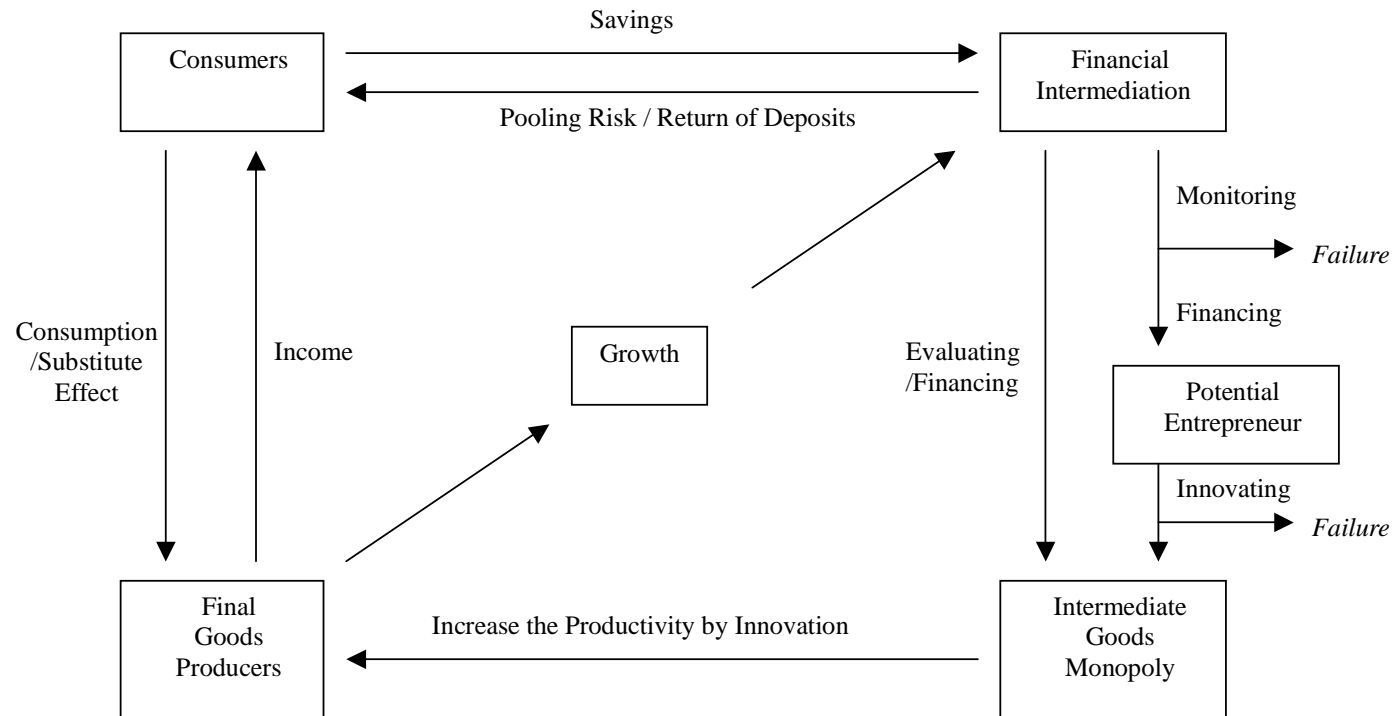 Savings
Consumers
Financial
Intermediation
Pooling Risk / Return of Deposits
Monitoring
Failure
Financing
Consumption
/Substitute
Effect
Income
Growth
Evaluating
/Financing
Potential
Entrepreneur
Innovating
Failure
Final
Goods
Producers
Increase the Productivity by Innovation
Intermediate
Goods
Monopoly